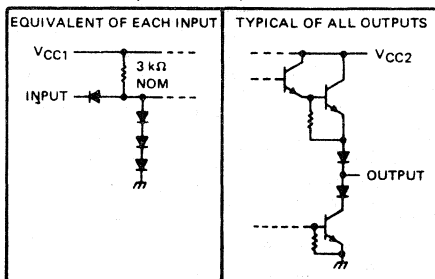 EQUIVALENT OF EACH INPUT
VCC1
3 kΩ
NOM
INPUT
TYPICAL OF ALL OUTPUTS
VCC2
OUTPUT